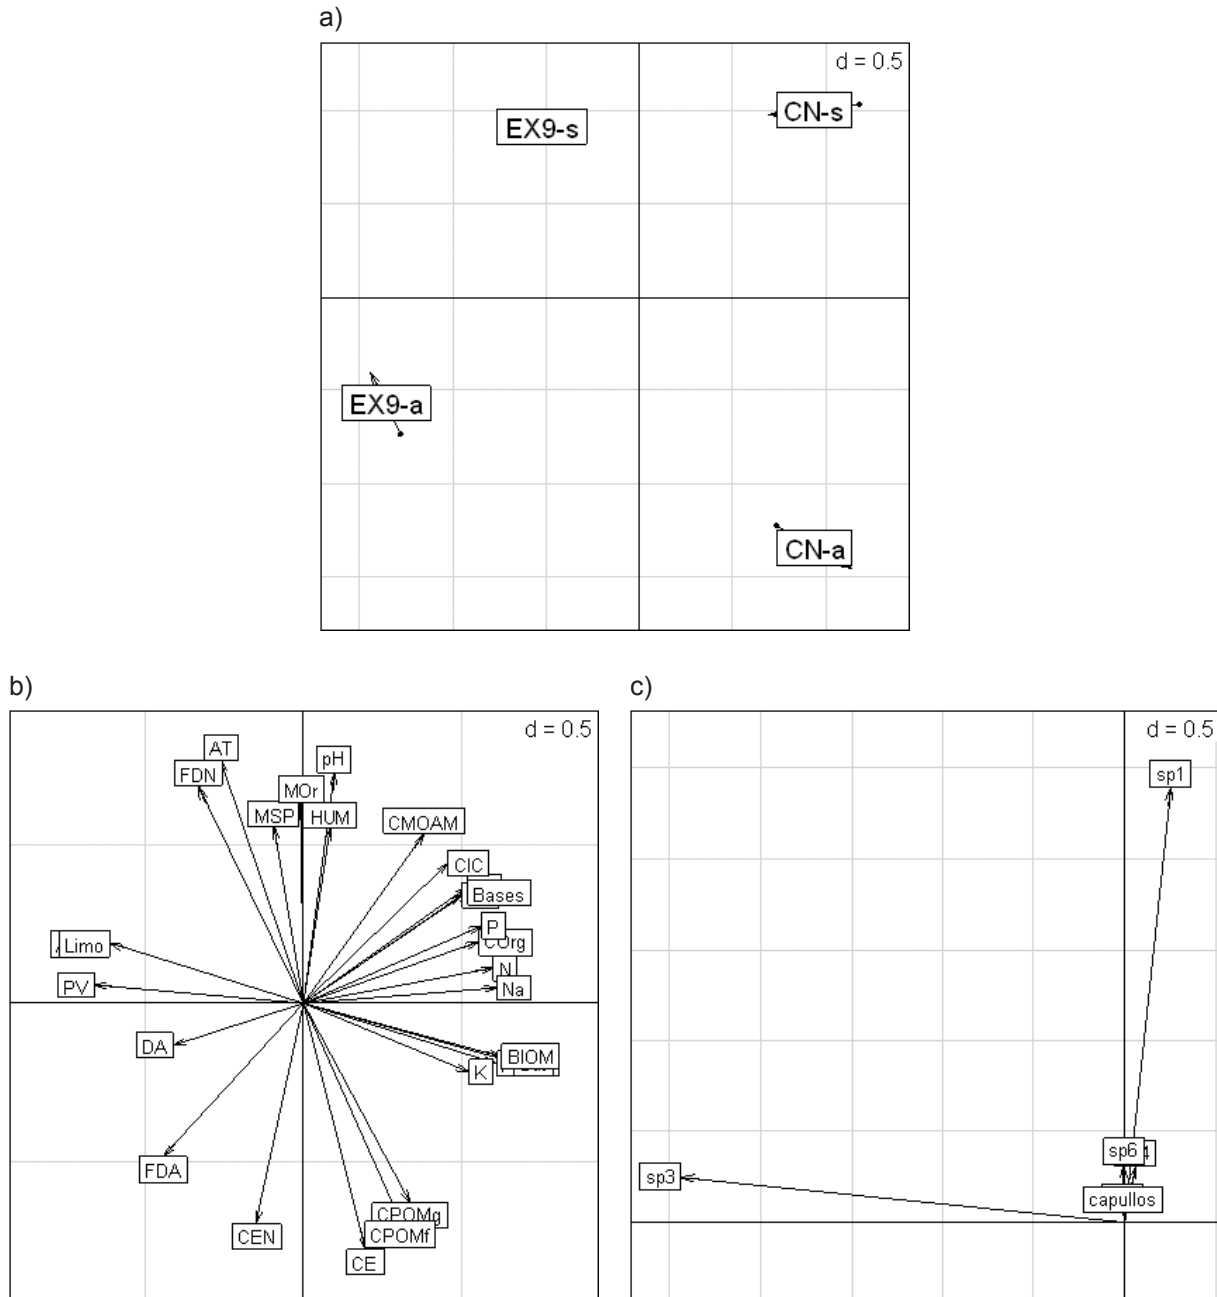 a)
d = 0.5
EX9-s
CN-s
EX9-a
CN-a
b)
d = 0.5
AT
FDN
pH
MOr
MSP
HUM
CMOAM
CIC
Bases
P
COrg
Limo
N
PV
Na
DA
BIOM
K
FDA
CPOMg
CEN
CPOMf
CE
c)
d = 0.5
sp1
sp6
sp3
capullos